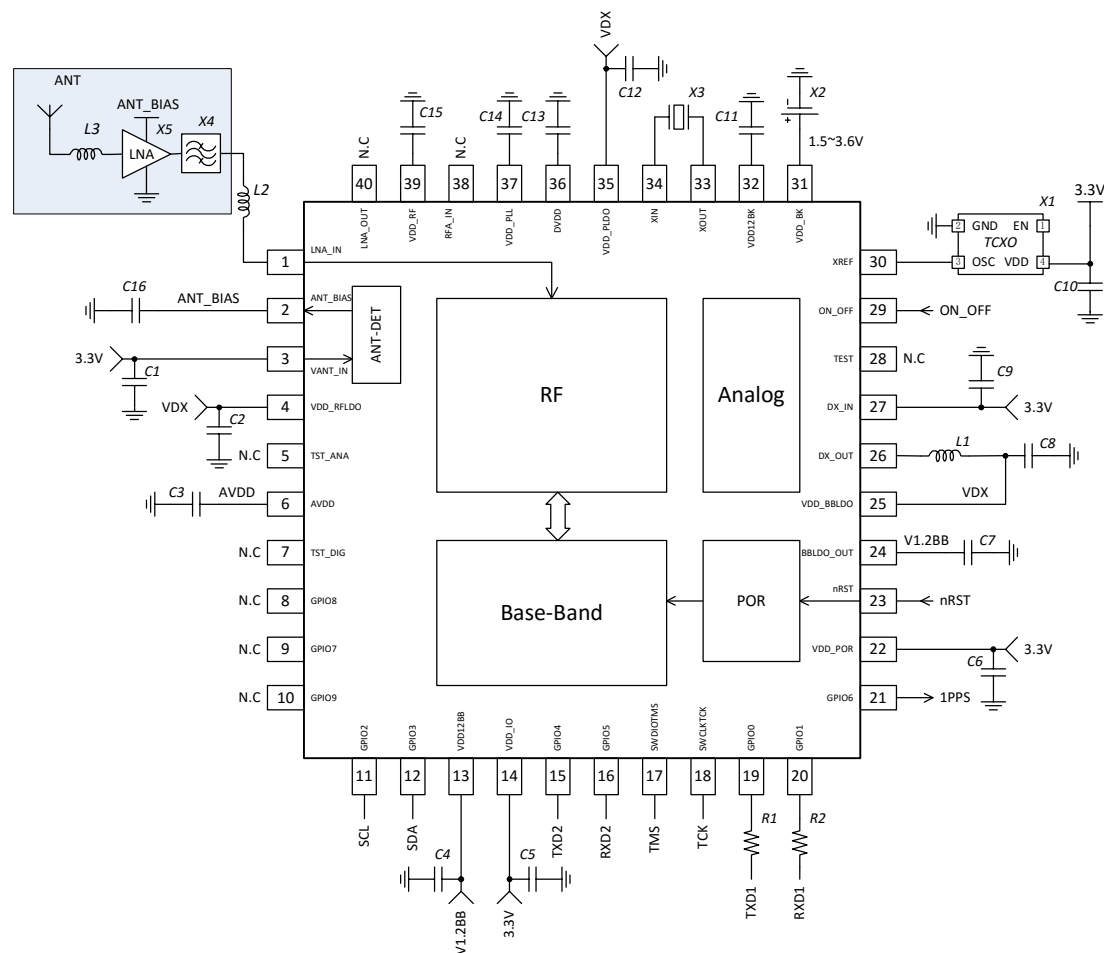 VDX
C12
ANT
ANT_BIAS
L3
X5
X4
LNA
L2
N.C
C15
N.C
C14
C13
X3
C11
X2
-
+
1.5~3.6V
40
39
38
37
36
35
34
33
32
31
LNA_OUT
VDD_RF
RFA_IN
VDD_PLL
DVDD
VDD_PLDO
XIN
XOUT
VDD12BK
VDD_BK
3.3V
X1
2 GND EN 1
TCXO
3 OSC VDD 4
C10
1 LNA_IN
XREF 30
C16 ANT_BIAS 2 ANT_BIAS
ANT-DET
ON_OFF 29 ON_OFF
3.3V 3 VANT_IN
C1
TEST 28 N.C
C9
VDX 4 VDD_RFLDO
C2
DX_IN 27 3.3V
RF
Analog
N.C 5 TST_ANA
DX_OUT 26 L1 C8
C3 AVDD 6 AVDD
VDD_BBLDO 25 VDX
N.C 7 TST_DIG
BBLDO_OUT 24 V1.2BB C7
N.C 8 GPIO8
Base-Band
POR
nRST 23 nRST
N.C 9 GPIO7
VDD_POR 22 3.3V
C6
N.C 10 GPIO9
GPIO6 21 1PPS
GPIO2
GPIO3
VDD12BB
VDD_IO
GPIO4
GPIO5
SWDIOTMS
SWCLKTCK
GPIO0
GPIO1
11
12
13
14
15
16
17
18
19
20
SCL
SDA
TXD2
RXD2
TMS
TCK
R1
R2
C4
C5
V1.2BB
3.3V
TXD1
RXD1